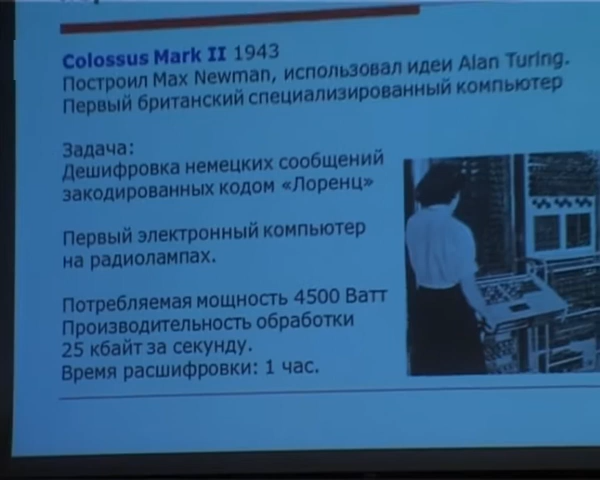 Colossus Mark II 1943
Построил Max Newman, использовал идеи Alan Turing.
Первый британский специализированный компьютер
Задача:
Дешифровка немецких сообщений
закодированных кодом «Лоренц»
Первый электронный компьютер
на радиолампах.
Потребляемая мощность 4500 Ватт
Производительность обработки
25 кбайт за секунду.
Время расшифровки: 1 час.